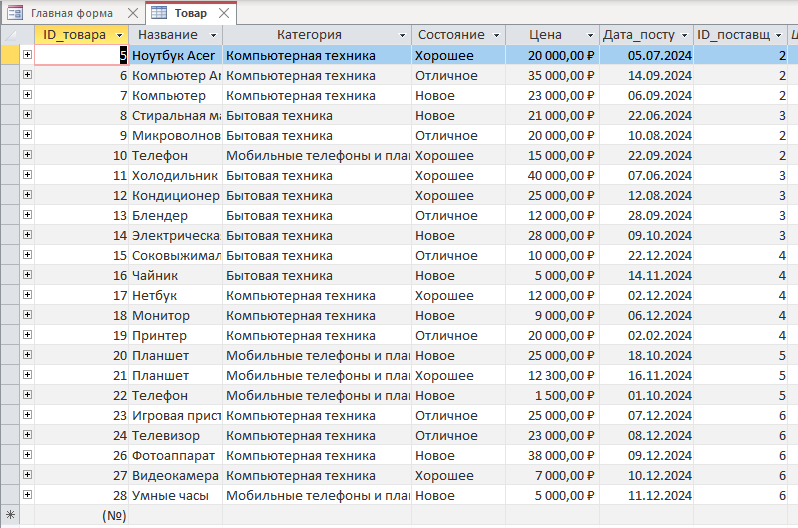 Главная форма Товар
ID_товара Название Категория Состояние Цена Дата_посту ID_поставщ
5 Ноутбук Acer Компьютерная техника Хорошее 20 000,00 ₽ 05.07.2024 2
6 Компьютер Компьютерная техника Отличное 35 000,00 ₽ 14.09.2024 2
7 Компьютер Компьютерная техника Новое 23 000,00 ₽ 06.09.2024 2
8 Стиральная ма Бытовая техника Новое 21 000,00 ₽ 22.06.2024 3
9 Микроволнов Бытовая техника Отличное 20 000,00 ₽ 10.08.2024 2
10 Телефон Мобильные телефоны и план Хорошее 15 000,00 ₽ 22.09.2024 2
11 Холодильник Бытовая техника Хорошее 40 000,00 ₽ 07.06.2024 3
12 Кондиционер Бытовая техника Хорошее 25 000,00 ₽ 12.08.2024 3
13 Блендер Бытовая техника Отличное 12 000,00 ₽ 28.09.2024 3
14 Электрическа Бытовая техника Новое 28 000,00 ₽ 09.10.2024 3
15 Соковыжимал Бытовая техника Отличное 10 000,00 ₽ 22.12.2024 4
16 Чайник Бытовая техника Новое 5 000,00 ₽ 14.11.2024 4
17 Нетбук Компьютерная техника Хорошее 12 000,00 ₽ 02.12.2024 4
18 Монитор Компьютерная техника Новое 9 000,00 ₽ 06.12.2024 4
19 Принтер Компьютерная техника Отличное 20 000,00 ₽ 02.02.2024 4
20 Планшет Мобильные телефоны и план Новое 25 000,00 ₽ 18.10.2024 5
21 Планшет Мобильные телефоны и план Хорошее 12 300,00 ₽ 16.11.2024 5
22 Телефон Мобильные телефоны и план Новое 1 500,00 ₽ 01.10.2024 5
23 Игровая прист Компьютерная техника Отличное 25 000,00 ₽ 07.12.2024 6
24 Телевизор Компьютерная техника Отличное 23 000,00 ₽ 08.12.2024 6
26 Фотоаппарат Компьютерная техника Новое 38 000,00 ₽ 09.12.2024 6
27 Видеокамера Компьютерная техника Хорошее 7 000,00 ₽ 10.12.2024 6
28 Умные часы Мобильные телефоны и план Новое 5 000,00 ₽ 11.12.2024 6
(№)